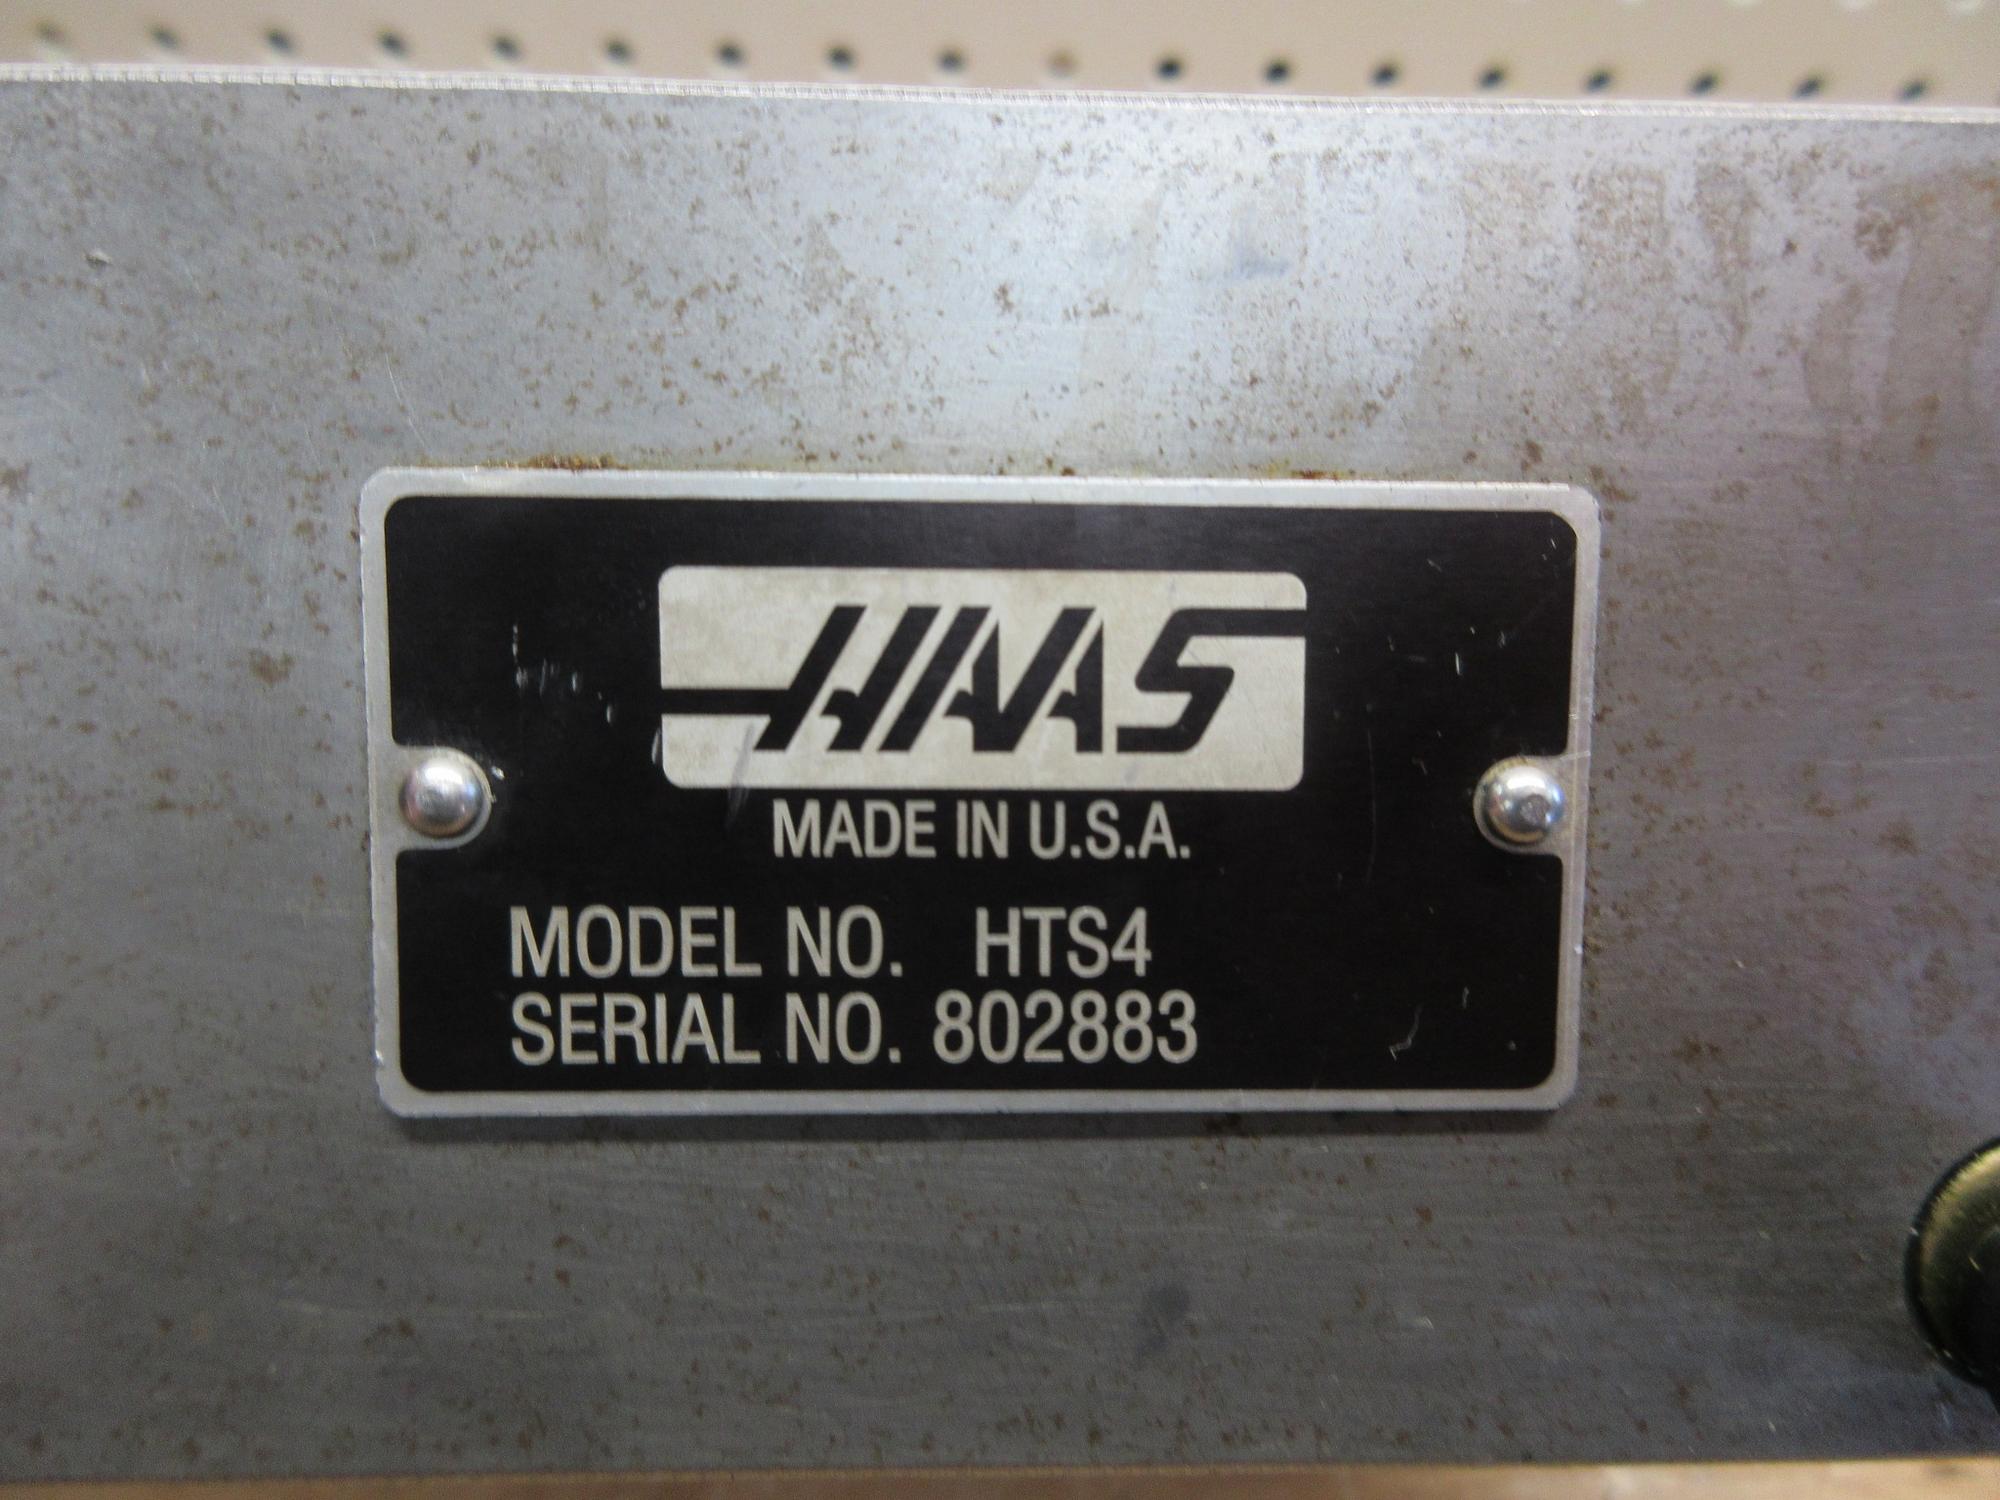 HAAS
MADE IN U.S.A.
MODEL NO. HTS4
SERIAL NO. 802883